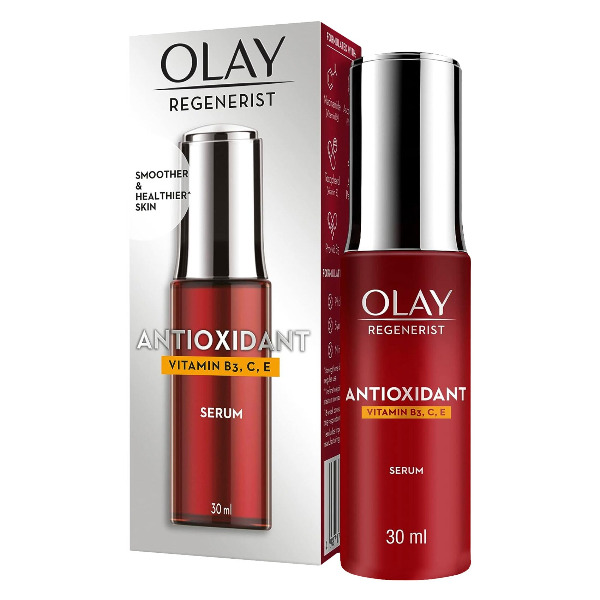 OLAY
REGENERIST
SMOOTHER
&
HEALTHIER^
SKIN
ANTIOXIDANT
VITAMIN B3, C, E
SERUM
30 ml
Niacinamide
OLAY
REGENERIST
ANTIOXIDANT
VITAMIN B3, C, E
SERUM
30 ml